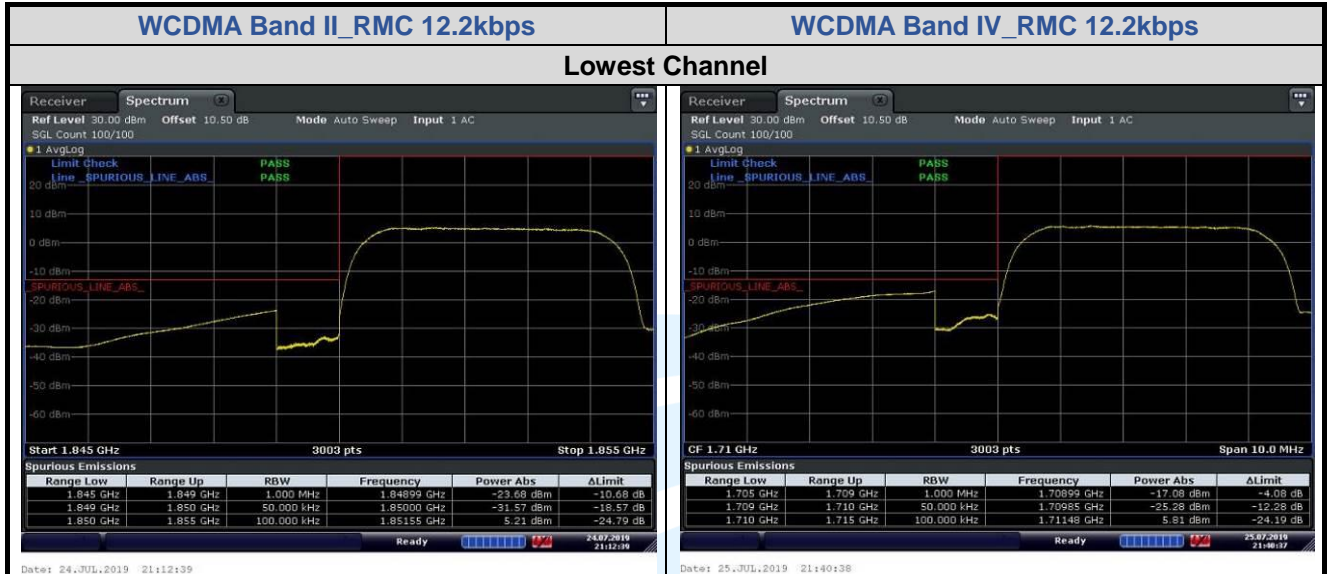 WCDMA Band II_RMC 12.2kbps
WCDMA Band IV_RMC 12.2kbps
Lowest Channel
Receiver Spectrum
Ref Level 30.00 dBm Offset 10.50 dB Mode Auto Sweep Input 1 AC
SGL Count 100/100
1 AvgLog
Limit Check PASS
Line _SPURIOUS_LINE_ABS_ PASS
20 dBm
10 dBm
0 dBm
-10 dBm
_SPURIOUS_LINE_ABS_
-20 dBm
-30 dBm
-40 dBm
-50 dBm
-60 dBm
Start 1.845 GHz 3003 pts Stop 1.855 GHz
Spurious Emissions
Range Low Range Up RBW Frequency Power Abs ΔLimit
1.845 GHz 1.849 GHz 1.000 MHz 1.84899 GHz -23.68 dBm -10.68 dB
1.849 GHz 1.850 GHz 50.000 kHz 1.85000 GHz -31.57 dBm -18.57 dB
1.850 GHz 1.855 GHz 100.000 kHz 1.85155 GHz 5.21 dBm -24.79 dB
Ready 24.07.2019
21:12:39
Date: 24.JUL.2019 21:12:39
Receiver Spectrum
Ref Level 30.00 dBm Offset 10.50 dB Mode Auto Sweep Input 1 AC
SGL Count 100/100
1 AvgLog
Limit Check PASS
Line _SPURIOUS_LINE_ABS_ PASS
20 dBm
10 dBm
0 dBm
-10 dBm
_SPURIOUS_LINE_ABS_
-20 dBm
-30 dBm
-40 dBm
-50 dBm
-60 dBm
CF 1.71 GHz 3003 pts Span 10.0 MHz
Spurious Emissions
Range Low Range Up RBW Frequency Power Abs ΔLimit
1.705 GHz 1.709 GHz 1.000 MHz 1.70899 GHz -17.08 dBm -4.08 dB
1.709 GHz 1.710 GHz 50.000 kHz 1.70985 GHz -25.28 dBm -12.28 dB
1.710 GHz 1.715 GHz 100.000 kHz 1.71148 GHz 5.81 dBm -24.19 dB
Ready 25.07.2019
21:40:37
Date: 25.JUL.2019 21:40:38